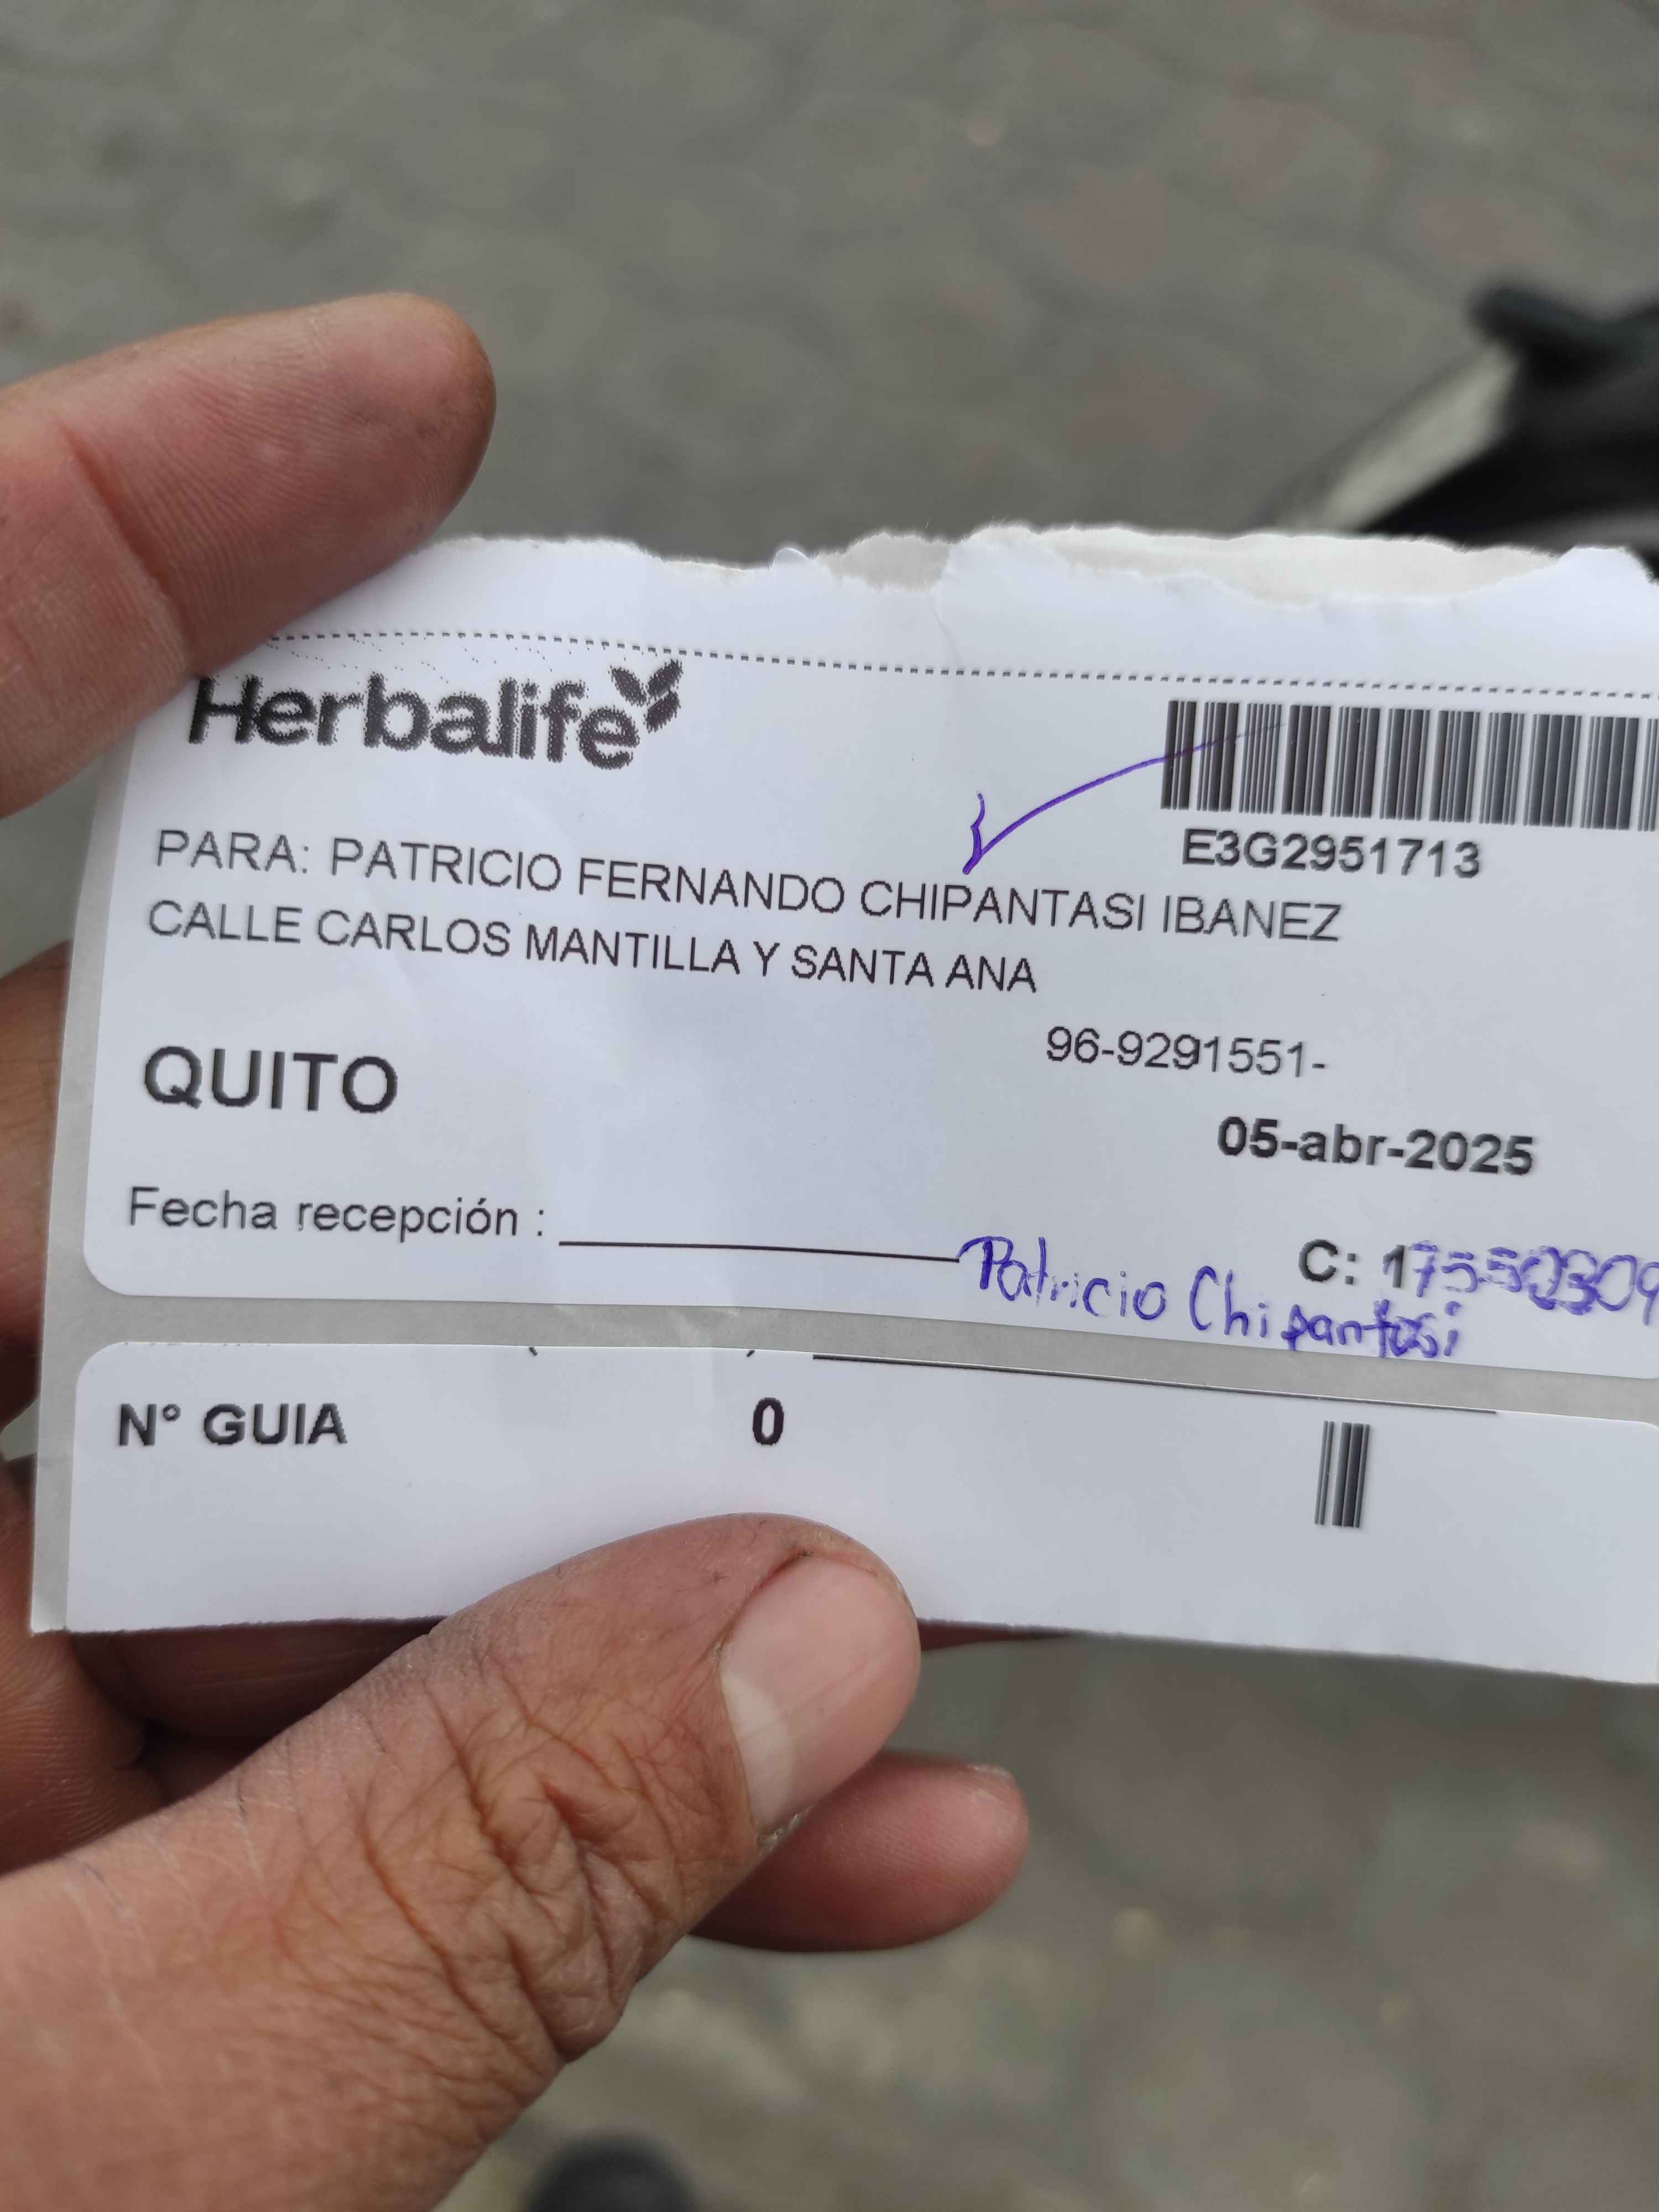 Herbalife
E3G2951713
PARA: PATRICIO FERNANDO CHIPANTASI IBANEZ
CALLE CARLOS MANTILLA Y SANTA ANA
96-9291551-
QUITO
05-abr-2025
Fecha recepción :
C: 1
Patricio Chipantasi
N° GUIA 0